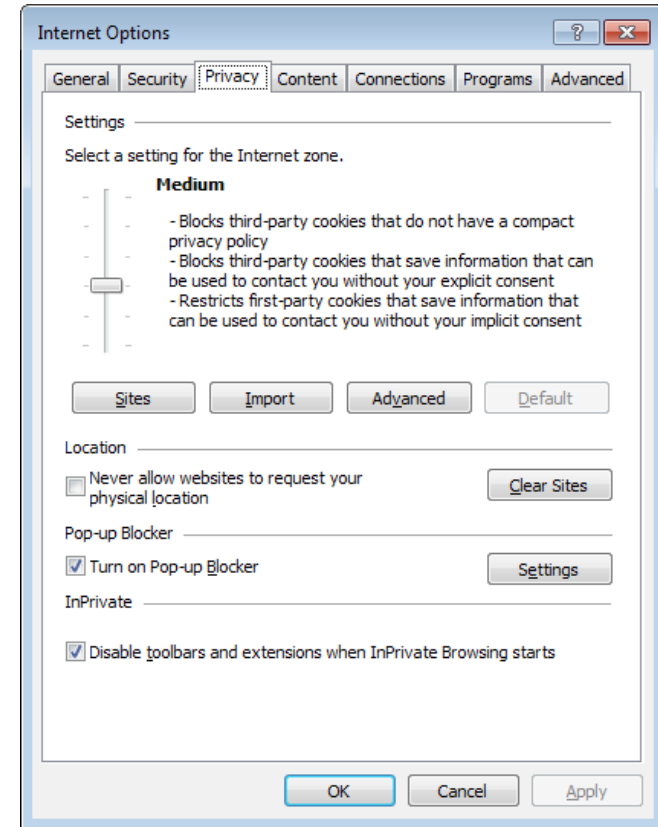 Internet Options
General Security Privacy Content Connections Programs Advanced
Settings
Select a setting for the Internet zone.
Medium
- Blocks third-party cookies that do not have a compact
privacy policy
- Blocks third-party cookies that save information that can
be used to contact you without your explicit consent
- Restricts first-party cookies that save information that
can be used to contact you without your implicit consent
Sites Import Advanced Default
Location
Never allow websites to request your
physical location
Clear Sites
Pop-up Blocker
Turn on Pop-up Blocker Settings
InPrivate
Disable toolbars and extensions when InPrivate Browsing starts
OK Cancel Apply